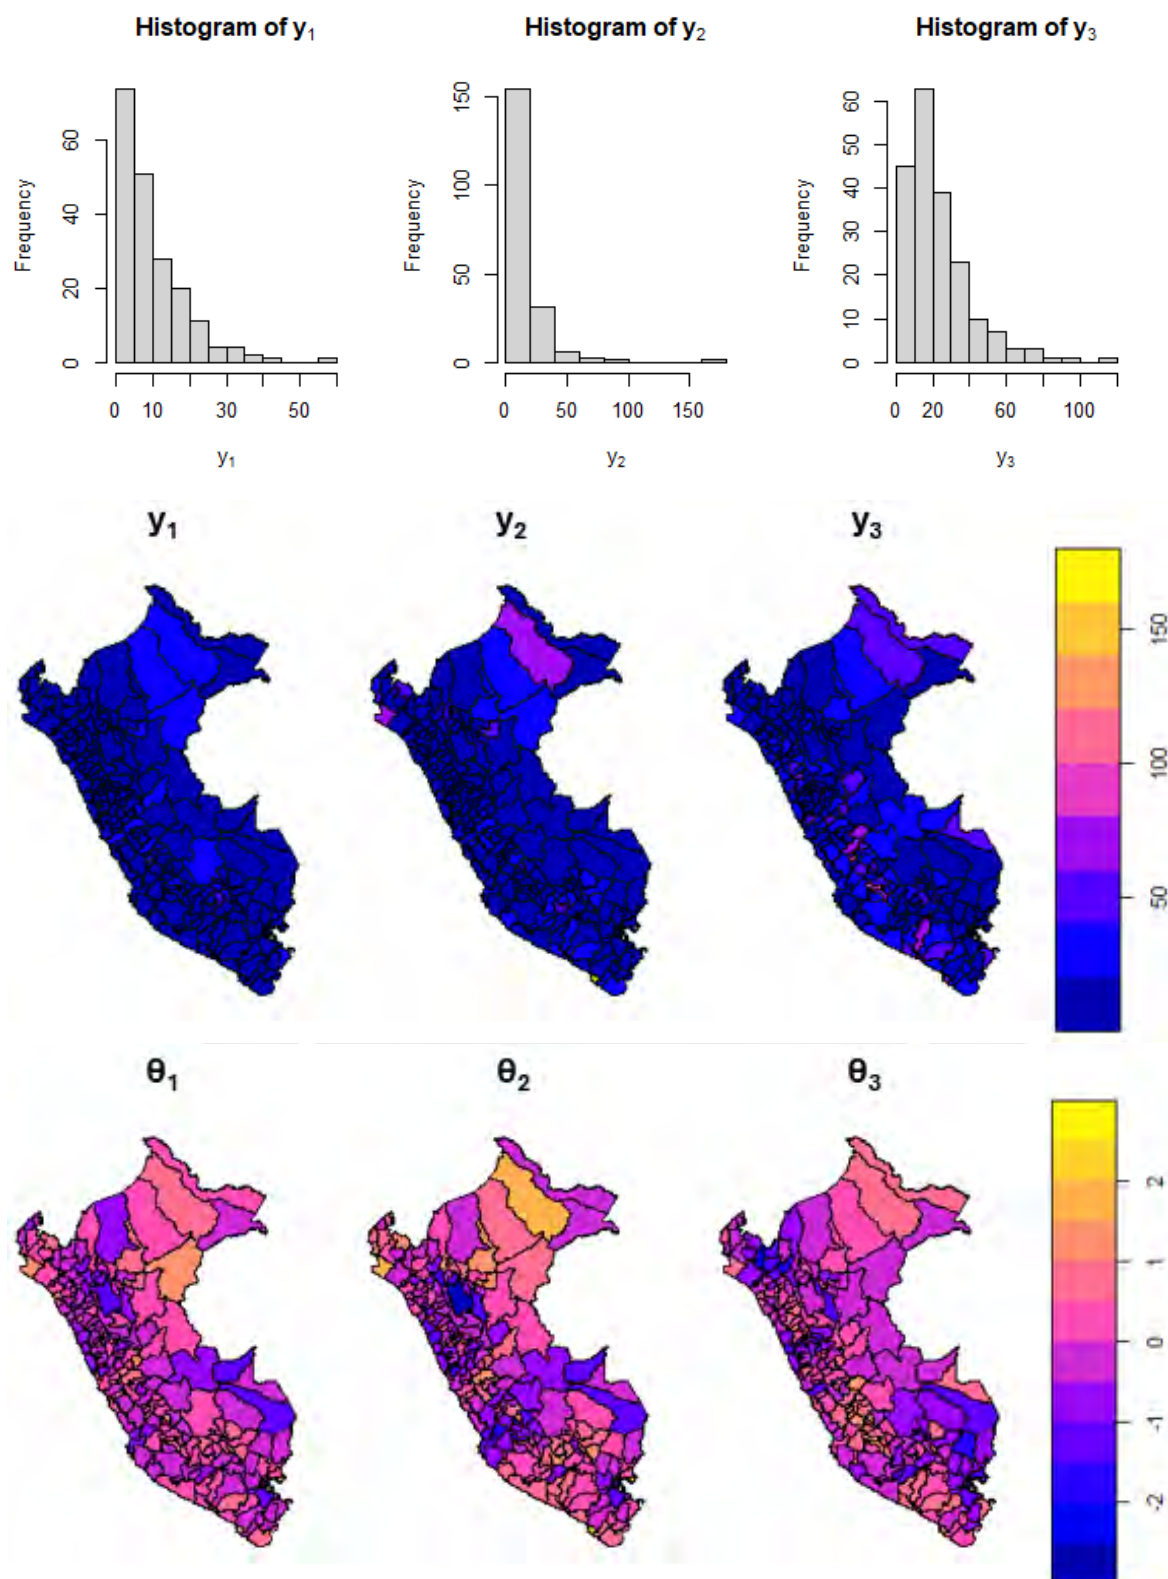 Histogram of y₁ Histogram of y₂ Histogram of y₃
Frequency 0 20 40 60
0 10 30 50
y₁
Frequency 0 50 100 150
0 50 100 150
y₂
Frequency 0 10 20 30 40 50 60
0 20 60 100
y₃
y₁ y₂ y₃
150
100
50
θ₁ θ₂ θ₃
2
1
0
-1
-2